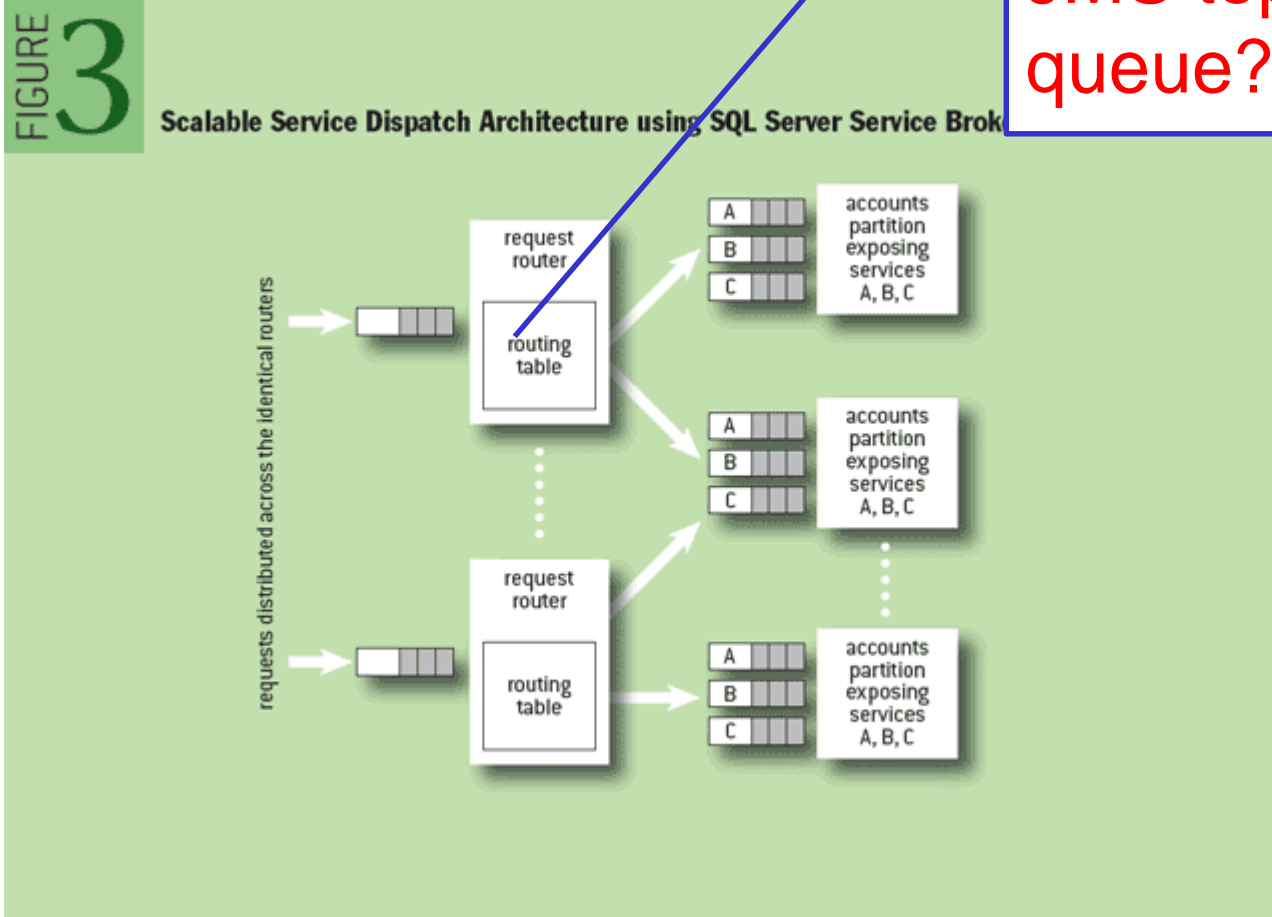 FIGURE
3
queue?
Scalable Service Dispatch Architecture using SQL Server Service
requests distributed across the identical routers
request
router
routing
table
A
B
C
accounts
partition
exposing
services
A, B, C
A
B
C
accounts
partition
exposing
services
A, B, C
request
router
routing
table
A
B
C
accounts
partition
exposing
services
A, B, C